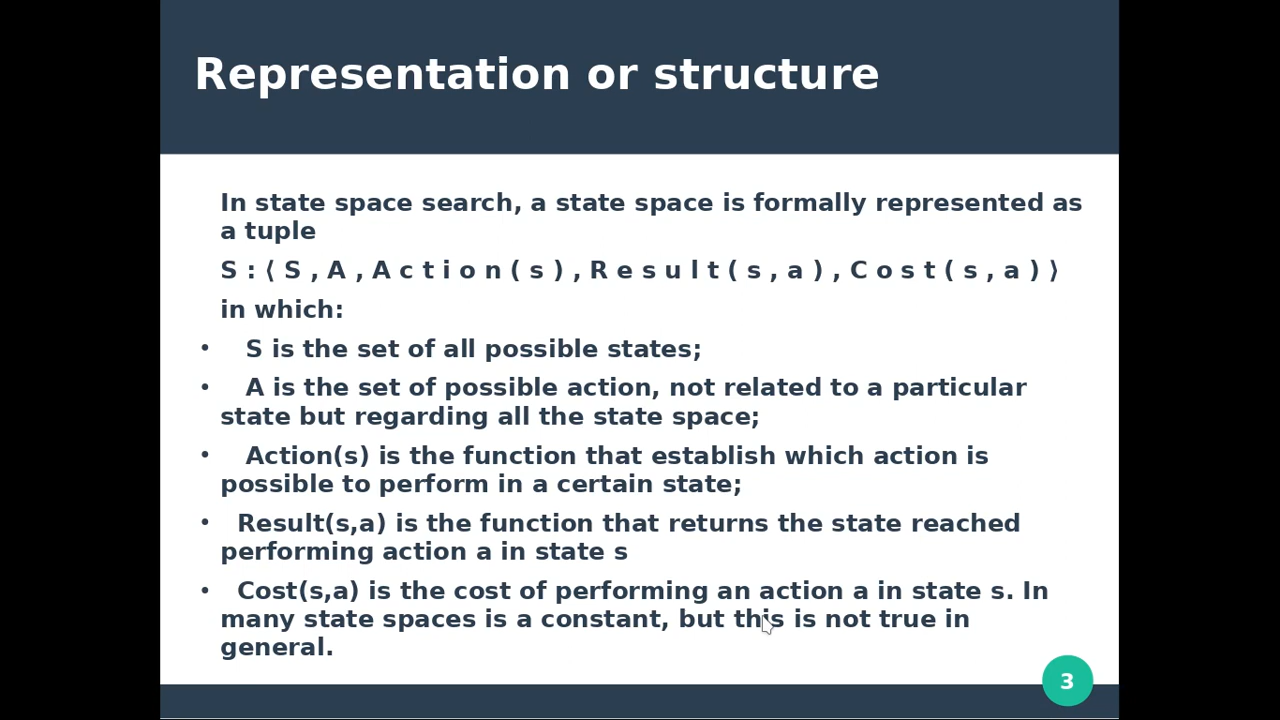 Representation or structure
In state space search, a state space is formally represented as
a tuple
S : ⟨ S , A , A c t i o n ( s ) , R e s u l t ( s , a ) , C o s t ( s , a ) ⟩
in which:
• S is the set of all possible states;
• A is the set of possible action, not related to a particular
state but regarding all the state space;
• Action(s) is the function that establish which action is
possible to perform in a certain state;
• Result(s,a) is the function that returns the state reached
performing action a in state s
• Cost(s,a) is the cost of performing an action a in state s. In
many state spaces is a constant, but this is not true in
general.
3